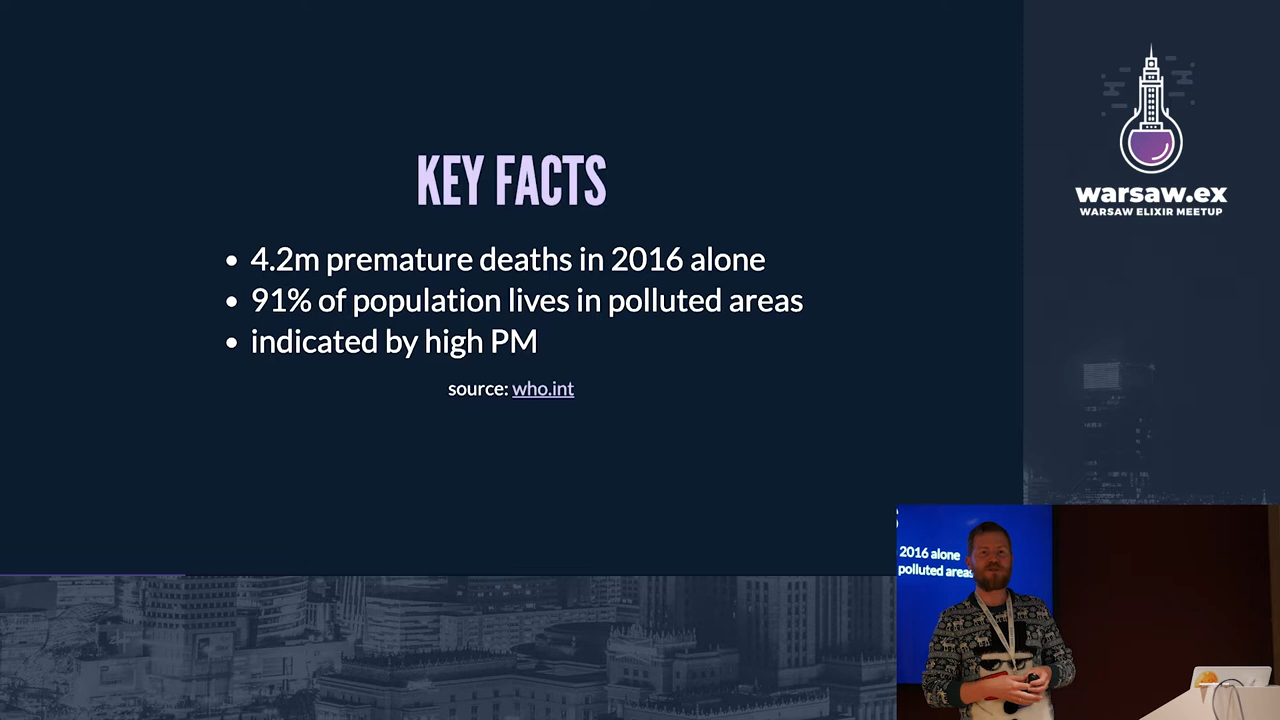 KEY FACTS
4.2m premature deaths in 2016 alone
91% of population lives in polluted areas
indicated by high PM
source: who.int
warsaw.ex
WARSAW ELIXIR MEETUP
2016 alone
polluted areas